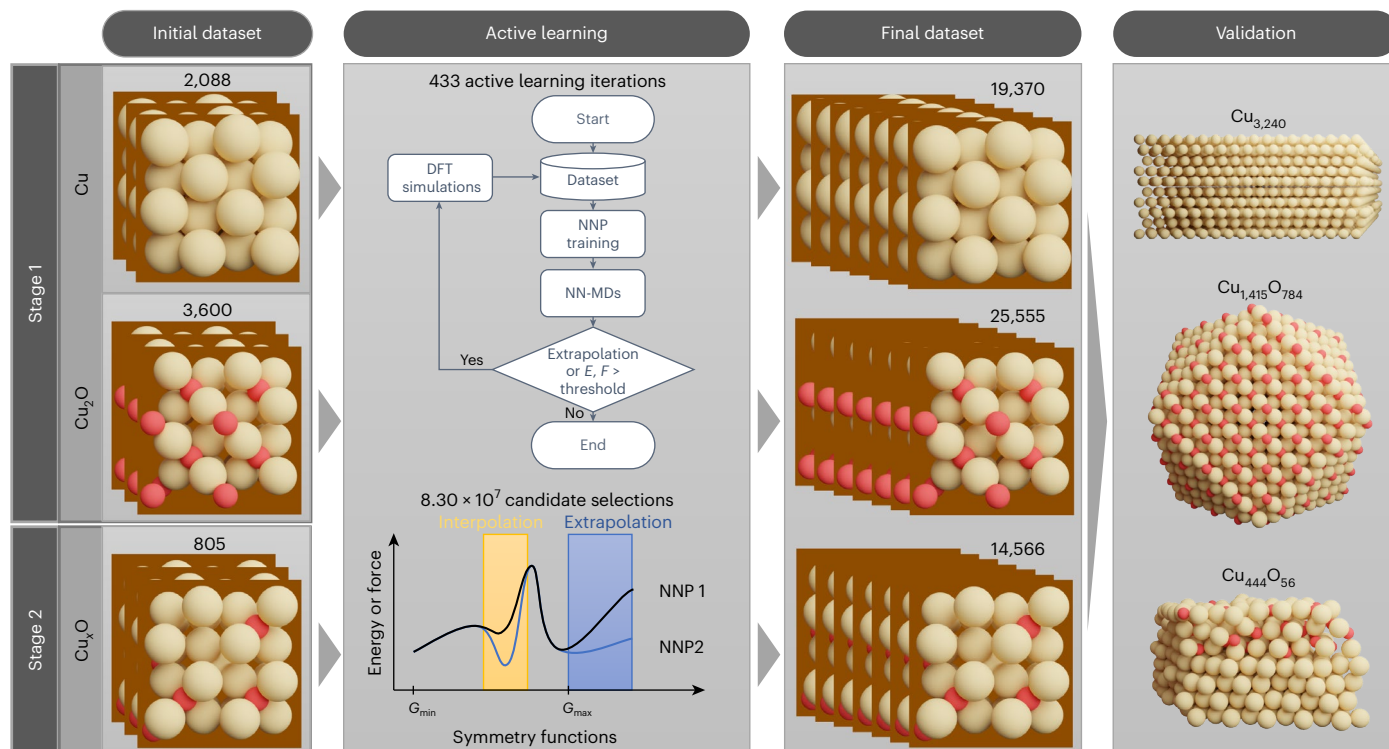 Initial dataset
Active learning
Final dataset
Validation
Stage 1
Cu
2,088
Cu₂O
3,600
Stage 2
CuₓO
805
433 active learning iterations
Start
DFT
simulations
Dataset
NNP
training
NN-MDs
Extrapolation
or E, F >
threshold
Yes
No
End
8.30 × 10⁷ candidate selections
Interpolation
Extrapolation
Energy or force
NNP 1
NNP2
Gmin
Gmax
Symmetry functions
19,370
25,555
14,566
Cu₃,₂₄₀
Cu₁,₄₁₅O₇₈₄
Cu₄₄₄O₅₆